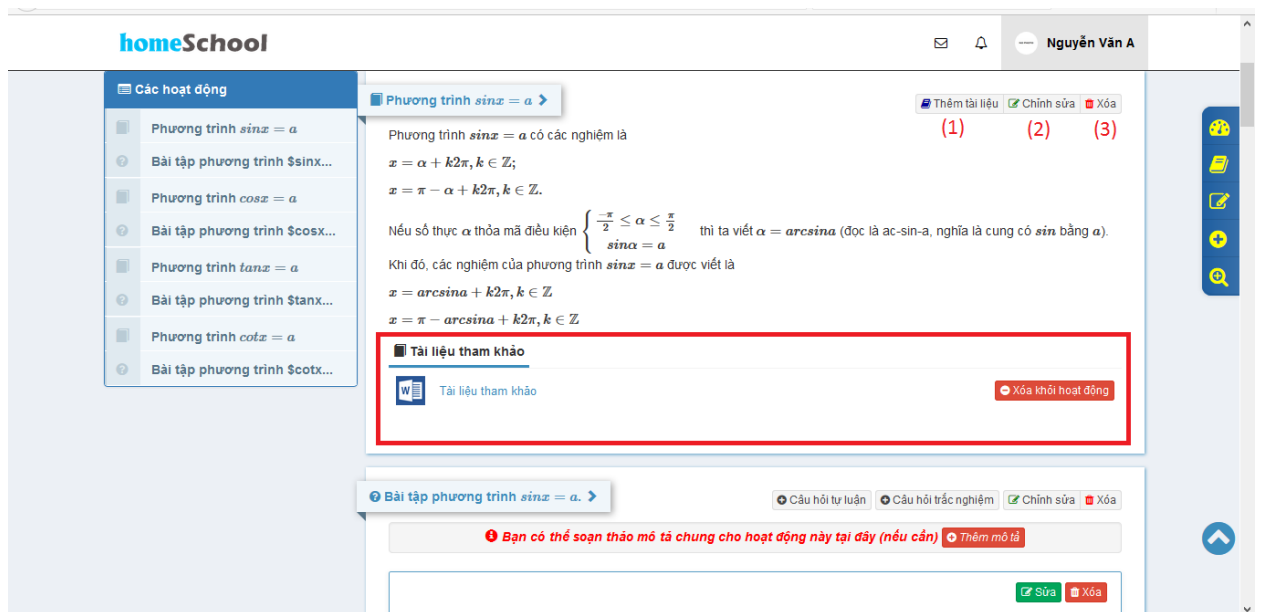 homeSchool
Nguyễn Văn A
Các hoạt động
Phương trình sinx = a
Bài tập phương trình $sinx...
Phương trình cosx = a
Bài tập phương trình $cosx...
Phương trình tanx = a
Bài tập phương trình $tanx...
Phương trình cotx = a
Bài tập phương trình $cotx...
Phương trình sinx = a
Thêm tài liệu Chỉnh sửa Xóa
(1) (2) (3)
Phương trình sinx = a có các nghiệm là
x = α + k2π, k ∈ ℤ;
x = π − α + k2π, k ∈ ℤ.
Nếu số thực α thỏa mã điều kiện { −π/2 ≤ α ≤ π/2 sinα = a thì ta viết α = arcsina (đọc là ac-sin-a, nghĩa là cung có sin bằng a).
Khi đó, các nghiệm của phương trình sinx = a được viết là
x = arcsina + k2π, k ∈ ℤ
x = π − arcsina + k2π, k ∈ ℤ
Tài liệu tham khảo
Tài liệu tham khảo Xóa khỏi hoạt động
Bài tập phương trình sinx = a.
Câu hỏi tự luận Câu hỏi trắc nghiệm Chỉnh sửa Xóa
Bạn có thể soạn thảo mô tả chung cho hoạt động này tại đây (nếu cần) Thêm mô tả
Sửa Xóa